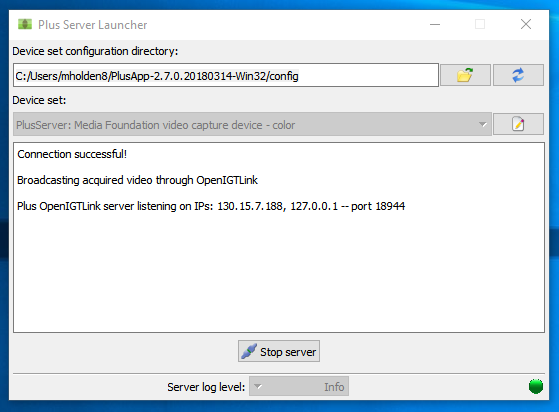 Plus Server Launcher
Device set configuration directory:
C:/Users/mholden8/PlusApp-2.7.0.20180314-Win32/config
Device set:
PlusServer: Media Foundation video capture device - color
Connection successful!
Broadcasting acquired video through OpenIGTLink
Plus OpenIGTLink server listening on IPs: 130.15.7.188, 127.0.0.1 -- port 18944
Stop server
Server log level: Info